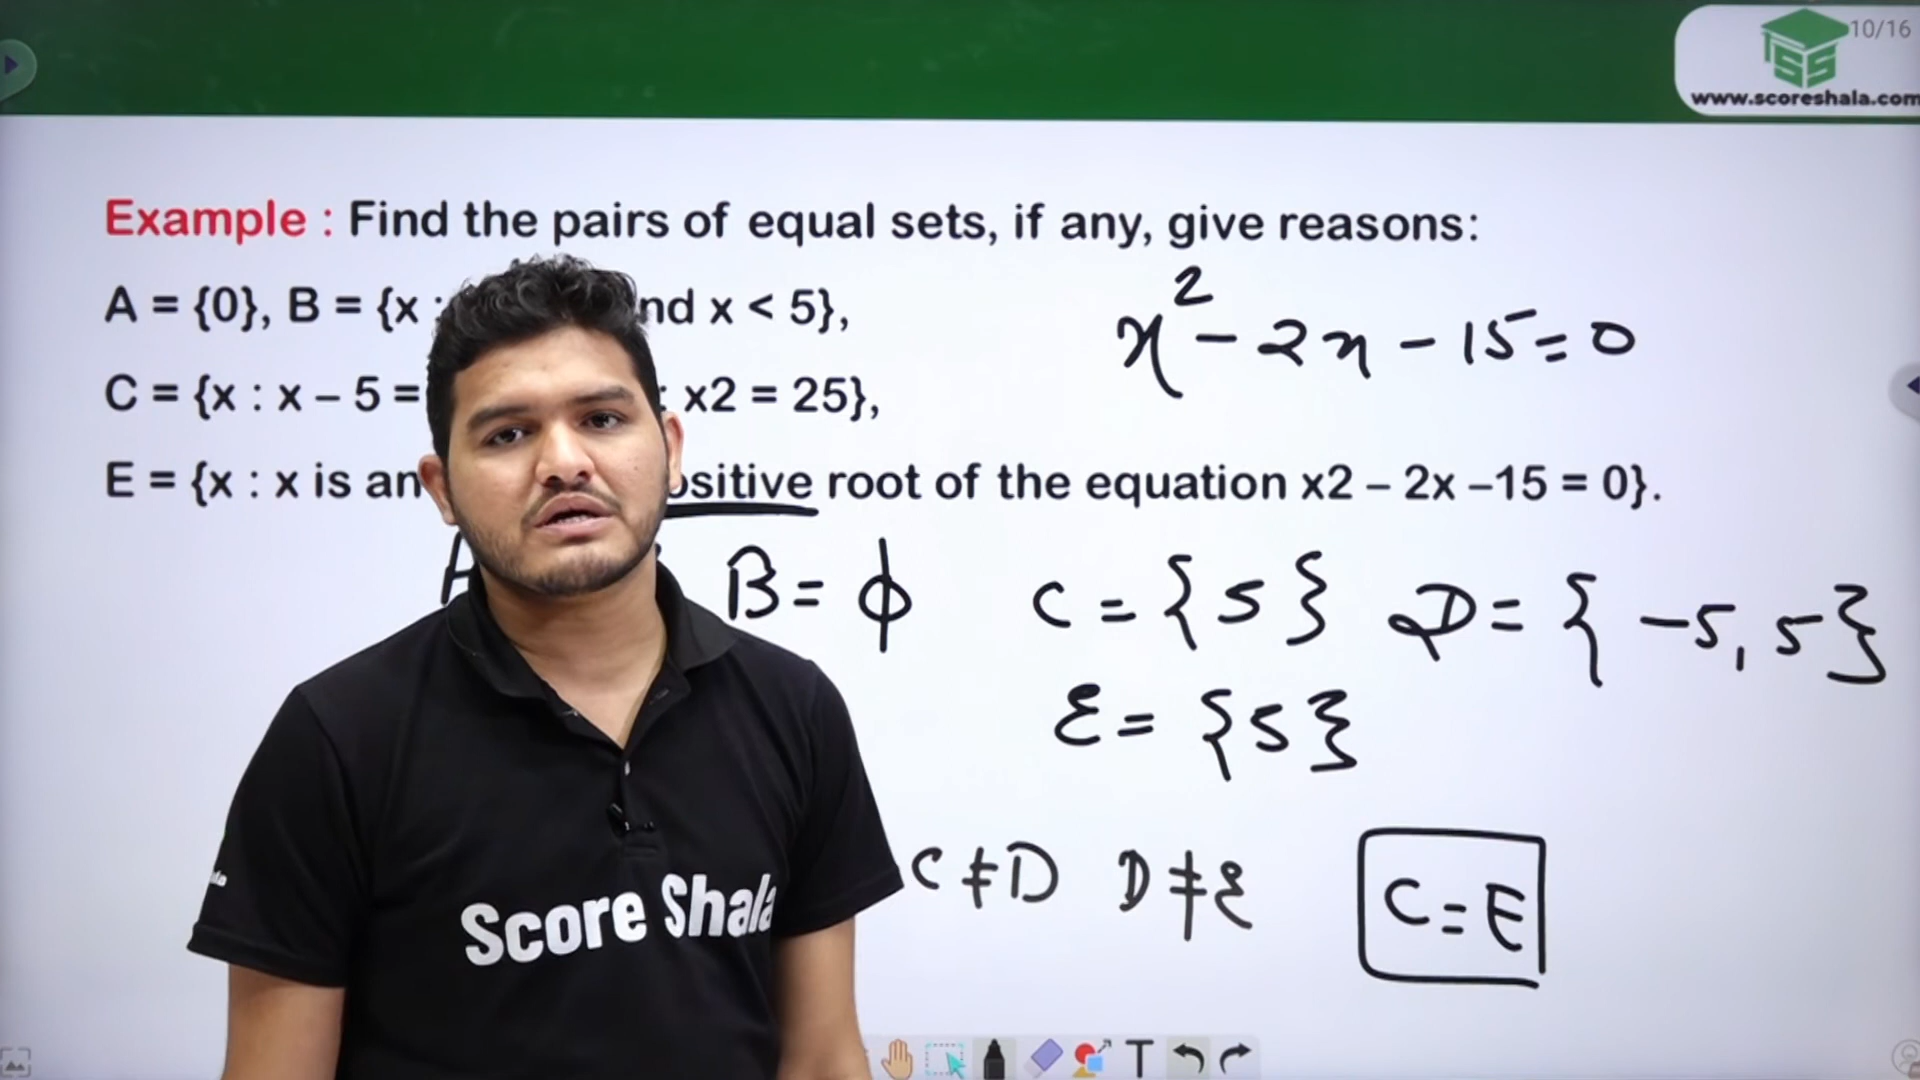 10/16
SS
www.scoreshala.com
Example : Find the pairs of equal sets, if any, give reasons:
A = {0}, B = {x : nd x < 5},
x² - 2x - 15 = 0
C = {x : x – 5 = : x2 = 25},
E = {x : x is an ositive root of the equation x2 – 2x –15 = 0}.
B = ϕ C = {5} D = {-5, 5}
E = {5}
C ≠ D D ≠ E C = E
Score Shala
T